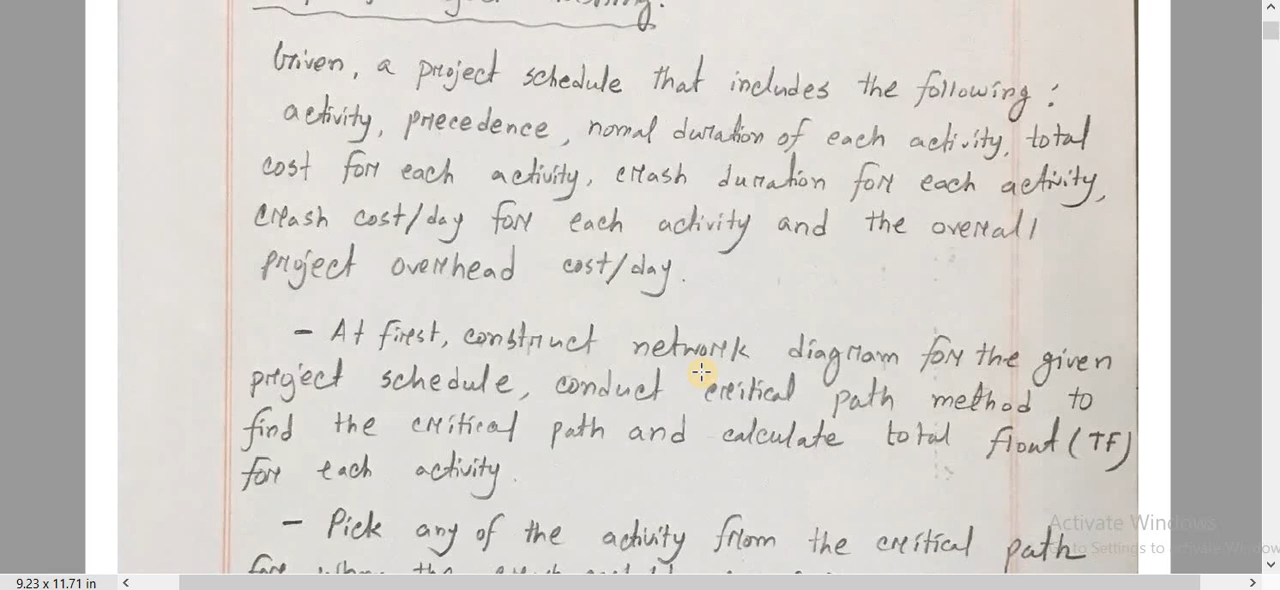 Given, a project schedule that includes the following:
activity, precedence, nomal duration of each activity, total
cost for each activity, crash duration for each activity,
crash cost/day for each activity and the overall
project overhead cost/day.
- At first, construct network diagram for the given
project schedule, conduct critical path method to
find the critical path and calculate total float (TF)
for each activity.
- Pick any of the activity from the critical path
Activate Windows
to Settings to activate Window
9.23 x 11.71 in